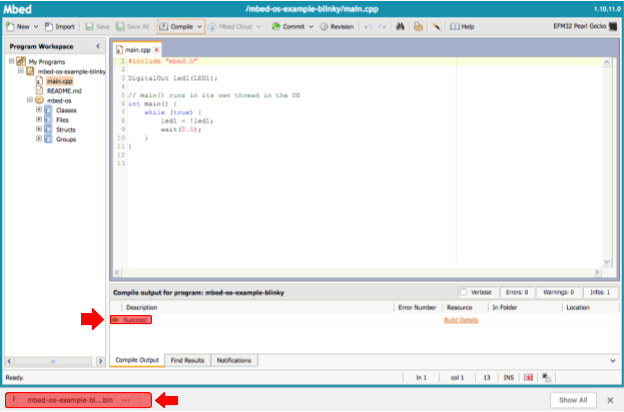 Mbed /mbed-os-example-blinky/main.cpp 1.10.11.0
New Import Save Save All Compile Mbed Cloud Commit Revision Help EFM32 Pearl Gecko
Program Workspace
My Programs
mbed-os-example-blinky
main.cpp
README.md
mbed-os
Classes
Files
Structs
Groups
main.cpp
1 #include "mbed.h"
2
3 DigitalOut led1(LED1);
4
5 // main() runs in its own thread in the OS
6 int main() {
7 while (true) {
8 led1 = !led1;
9 wait(0.5);
10 }
11 }
12
13
Compile output for program: mbed-os-example-blinky Verbose Errors: 0 Warnings: 0 Infos: 1
Description Error Number Resource In Folder Location
Success! Build Details
Compile Output Find Results Notifications
Ready. ln 1 col 1 13 INS
mbed-os-example-bl....bin Show All